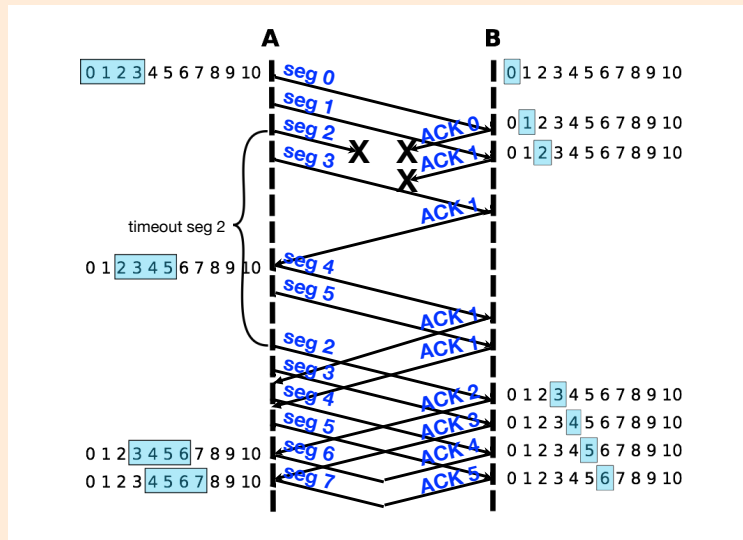 A B
0 1 2 3 4 5 6 7 8 9 10 seg 0 0 1 2 3 4 5 6 7 8 9 10
seg 1
seg 2 X X ACK 0 0 1 2 3 4 5 6 7 8 9 10
seg 3 X ACK 1 0 1 2 3 4 5 6 7 8 9 10
ACK 1
timeout seg 2
0 1 2 3 4 5 6 7 8 9 10 seg 4
seg 5
ACK 1
seg 2 ACK 1
seg 3
seg 4 ACK 2 0 1 2 3 4 5 6 7 8 9 10
seg 5 ACK 3 0 1 2 3 4 5 6 7 8 9 10
0 1 2 3 4 5 6 7 8 9 10 seg 6 ACK 4 0 1 2 3 4 5 6 7 8 9 10
0 1 2 3 4 5 6 7 8 9 10 seg 7 ACK 5 0 1 2 3 4 5 6 7 8 9 10